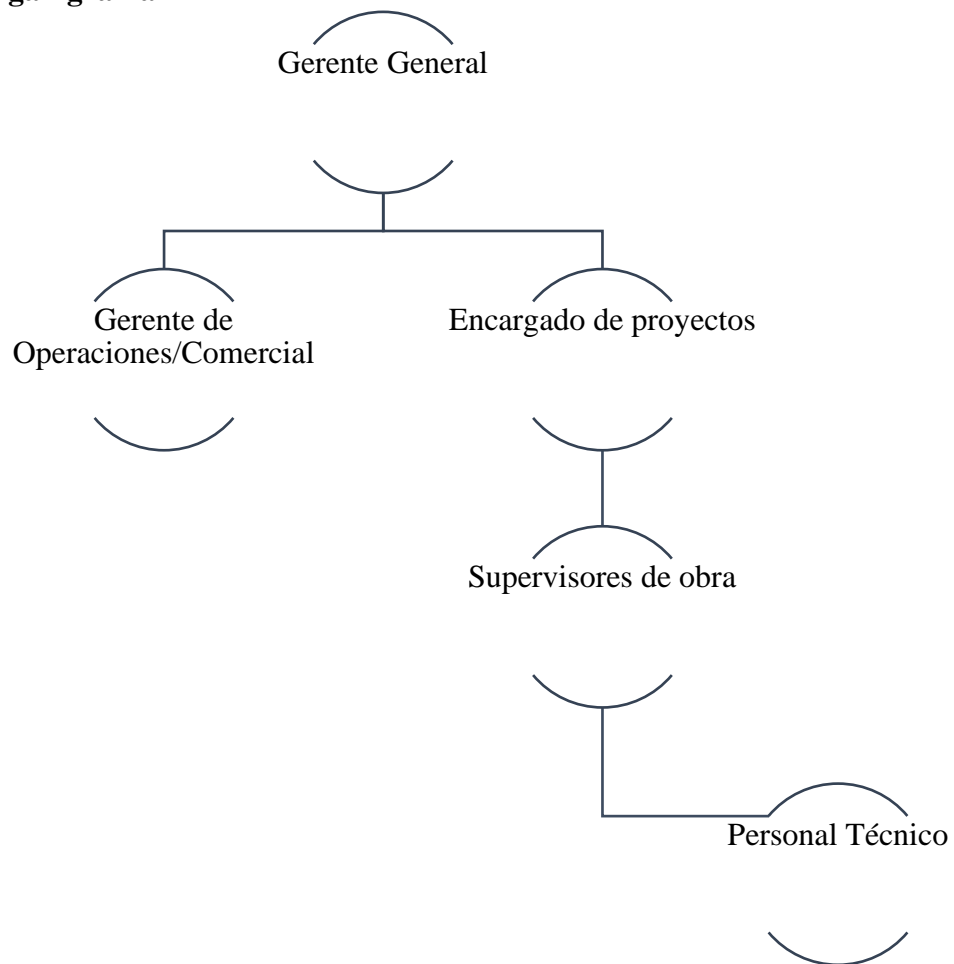 Gerente General
Gerente de
Operaciones/Comercial
Encargado de proyectos
Supervisores de obra
Personal Técnico